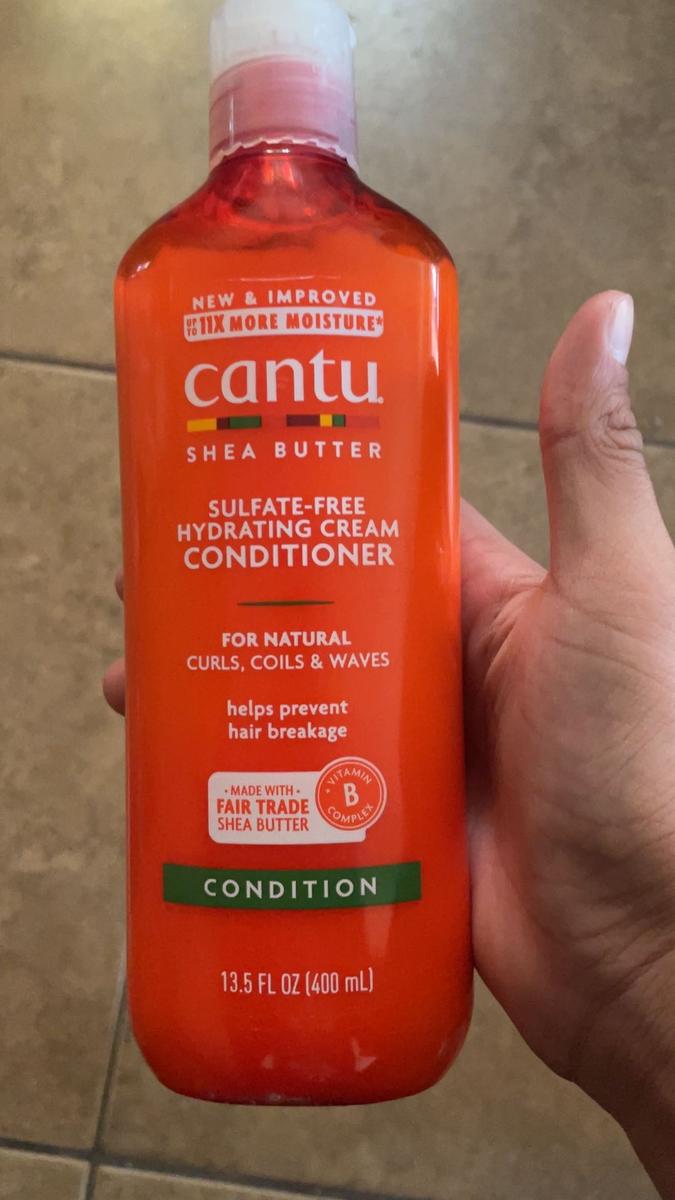 NEW & IMPROVED
UP TO 11X MORE MOISTURE*
cantu
SHEA BUTTER
SULFATE-FREE
HYDRATING CREAM
CONDITIONER
FOR NATURAL
CURLS, COILS & WAVES
helps prevent
hair breakage
• MADE WITH •
FAIR TRADE
SHEA BUTTER
• VITAMIN •
B
COMPLEX
CONDITION
13.5 FL OZ (400 mL)